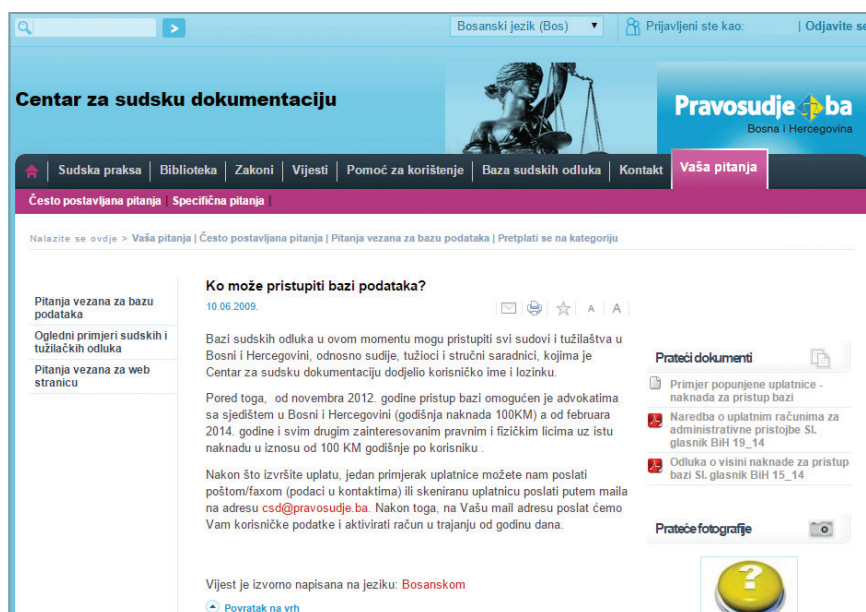 Bosanski jezik (Bos)
Prijavljeni ste kao:
| Odjavite se
Centar za sudsku dokumentaciju
Pravosudje ba
Bosna i Hercegovina
Sudska praksa | Biblioteka | Zakoni | Vijesti | Pomoć za korištenje | Baza sudskih odluka | Kontakt | Vaša pitanja
Često postavljana pitanja | Specifična pitanja |
Nalazite se ovdje > Vaša pitanja | Često postavljana pitanja | Pitanja vezana za bazu podataka | Pretplati se na kategoriju
Pitanja vezana za bazu
podataka
Ogledni primjeri sudskih i
tužilačkih odluka
Pitanja vezana za web
stranicu
Ko može pristupiti bazi podataka?
10.06.2009.
A | A
Bazi sudskih odluka u ovom momentu mogu pristupiti svi sudovi i tužilaštva u
Bosni i Hercegovini, odnosno sudije, tužioci i stručni saradnici, kojima je
Centar za sudsku dokumentaciju dodjelio korisničko ime i lozinku.
Pored toga, od novembra 2012. godine pristup bazi omogućen je advokatima
sa sjedištem u Bosni i Hercegovini (godišnja naknada 100KM) a od februara
2014. godine i svim drugim zainteresovanim pravnim i fizičkim licima uz istu
naknadu u iznosu od 100 KM godišnje po korisniku .
Nakon što izvršite uplatu, jedan primjerak uplatnice možete nam poslati
poštom/faxom (podaci u kontaktima) ili skeniranu uplatnicu poslati putem maila
na adresu csd@pravosudje.ba. Nakon toga, na Vašu mail adresu poslat ćemo
Vam korisničke podatke i aktivirati račun u trajanju od godinu dana.
Vijest je izvorno napisana na jeziku: Bosanskom
Povratak na vrh
Prateći dokumenti
Primjer popunjene uplatnice -
naknada za pristup bazi
Naredba o uplatnim računima za
administrativne pristojbe Sl.
glasnik BiH 19_14
Odluka o visini naknade za pristup
bazi Sl. glasnik BiH 15_14
Prateće fotografije
?